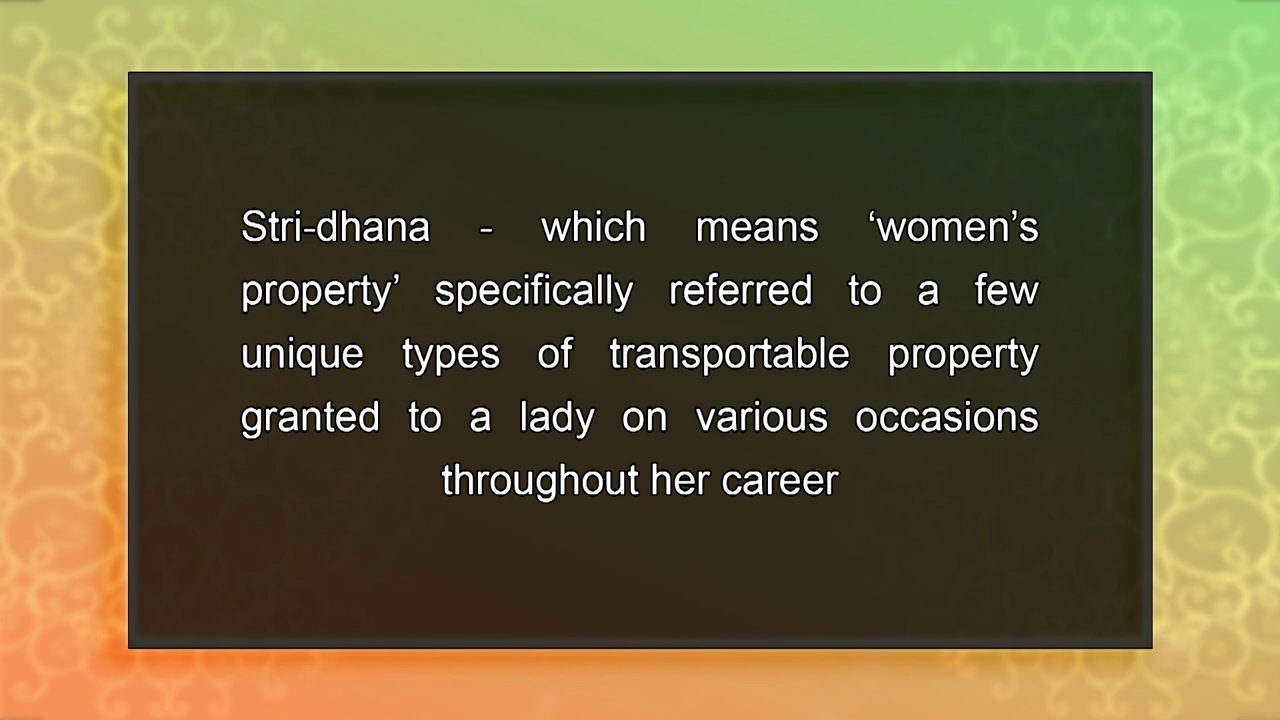 Stri-dhana - which means ‘women’s
property’ specifically referred to a few
unique types of transportable property
granted to a lady on various occasions
throughout her career